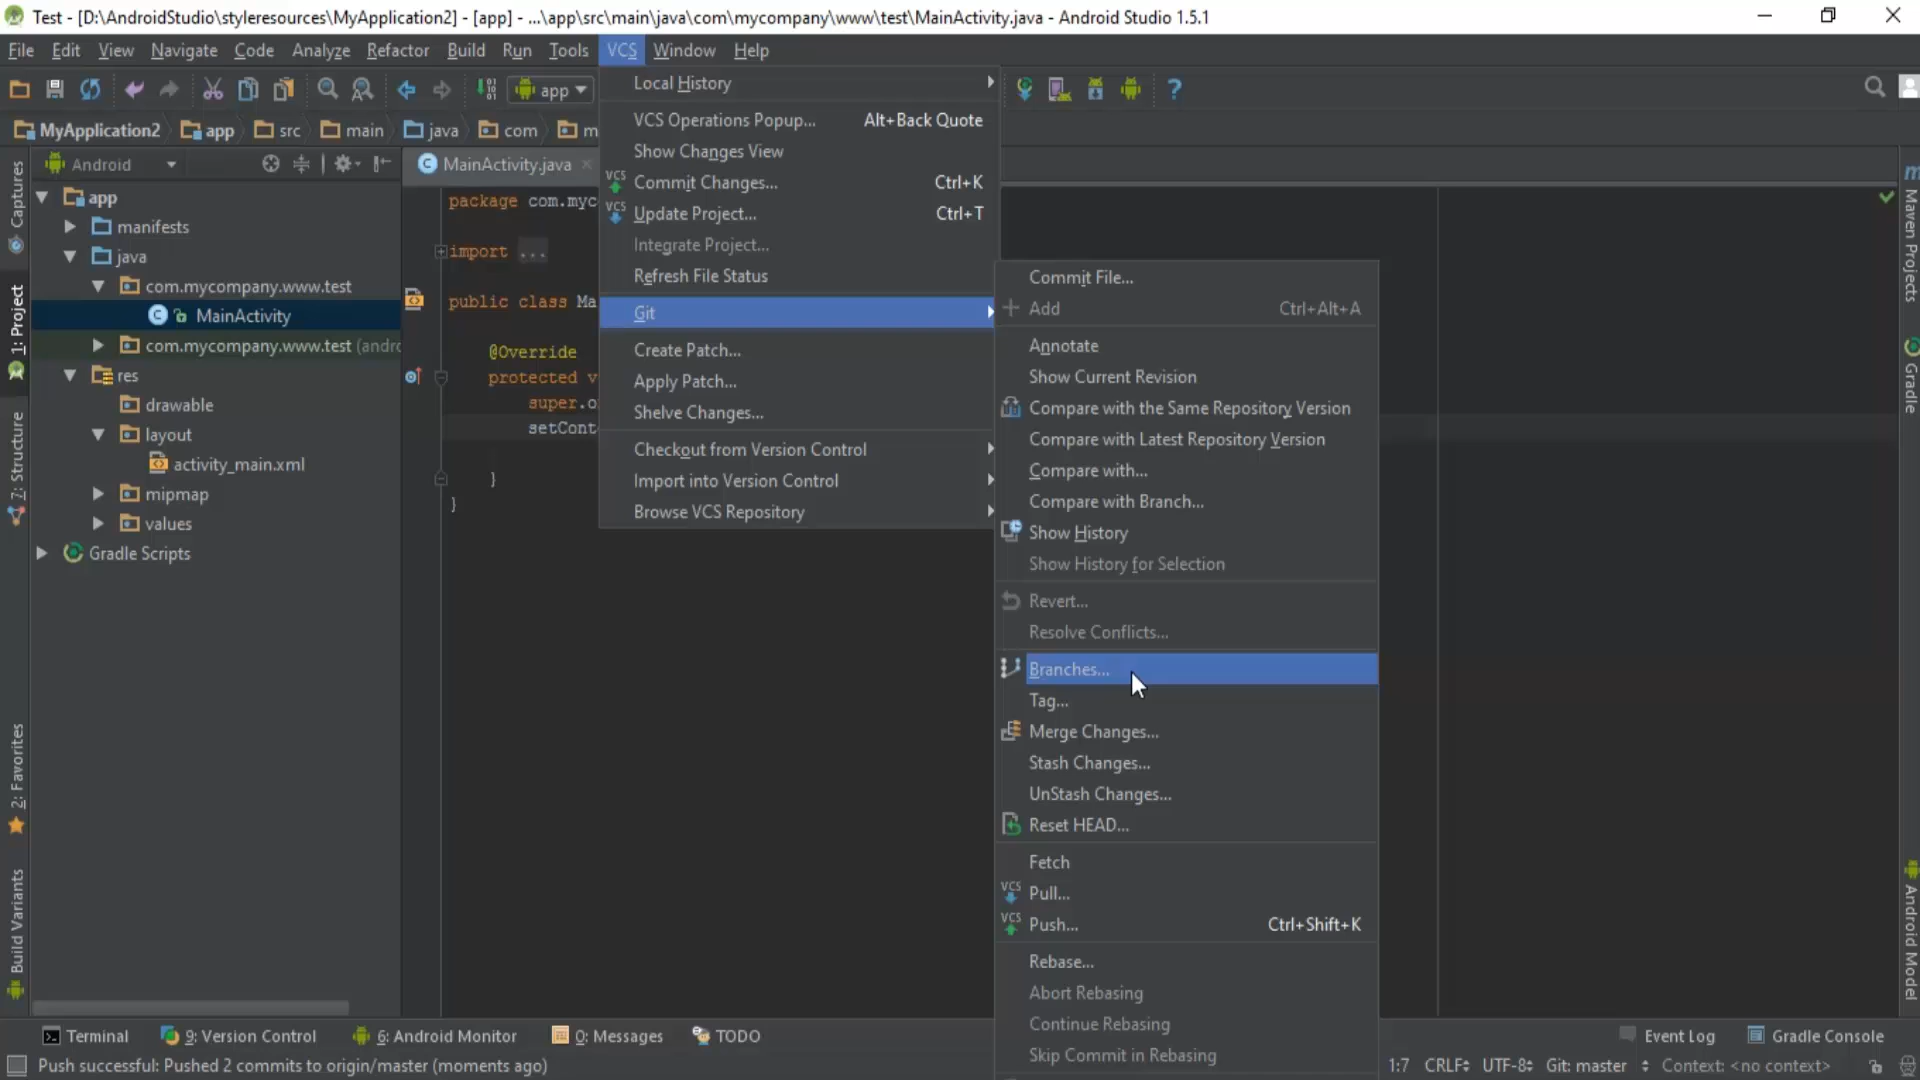 Test - [D:\AndroidStudio\styleresources\MyApplication2] - [app] - ...\app\src\main\java\com\mycompany\www\test\MainActivity.java - Android Studio 1.5.1
File Edit View Navigate Code Analyze Refactor Build Run Tools VCS Window Help
app
MyApplication2 app src main java com m
Captures
1: Project
7: Structure
2: Favorites
Build Variants
Android
app
manifests
java
com.mycompany.www.test
MainActivity
com.mycompany.www.test (andro
res
drawable
layout
activity_main.xml
mipmap
values
Gradle Scripts
MainActivity.java
package com.myc
import ...
public class Ma
@Override
protected v
super.o
setCont
}
}
Local History
VCS Operations Popup... Alt+Back Quote
Show Changes View
Commit Changes... Ctrl+K
Update Project... Ctrl+T
Integrate Project...
Refresh File Status
Git
Create Patch...
Apply Patch...
Shelve Changes...
Checkout from Version Control
Import into Version Control
Browse VCS Repository
Commit File...
Add Ctrl+Alt+A
Annotate
Show Current Revision
Compare with the Same Repository Version
Compare with Latest Repository Version
Compare with...
Compare with Branch...
Show History
Show History for Selection
Revert...
Resolve Conflicts...
Branches...
Tag...
Merge Changes...
Stash Changes...
UnStash Changes...
Reset HEAD...
Fetch
VCS Pull...
VCS Push... Ctrl+Shift+K
Rebase...
Abort Rebasing
Continue Rebasing
Skip Commit in Rebasing
Maven Projects
Gradle
Android Model
Terminal 9: Version Control 6: Android Monitor 0: Messages TODO Event Log Gradle Console
Push successful: Pushed 2 commits to origin/master (moments ago) 1:7 CRLF UTF-8 Git: master Context: <no context>